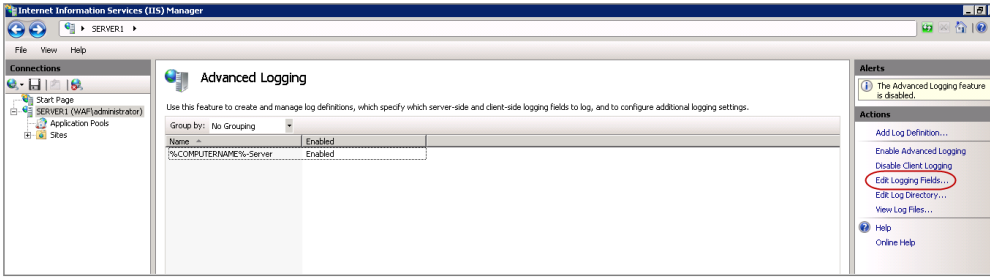 Internet Information Services (IIS) Manager
SERVER1
File View Help
Connections
Start Page
SERVER1 (WAF\administrator)
Application Pools
Sites
Advanced Logging
Use this feature to create and manage log definitions, which specify which server-side and client-side logging fields to log, and to configure additional logging settings.
Group by: No Grouping
Name Enabled
%COMPUTERNAME%-Server Enabled
Alerts
The Advanced Logging feature
is disabled.
Actions
Add Log Definition...
Enable Advanced Logging
Disable Client Logging
Edit Logging Fields...
Edit Log Directory...
View Log Files...
Help
Online Help